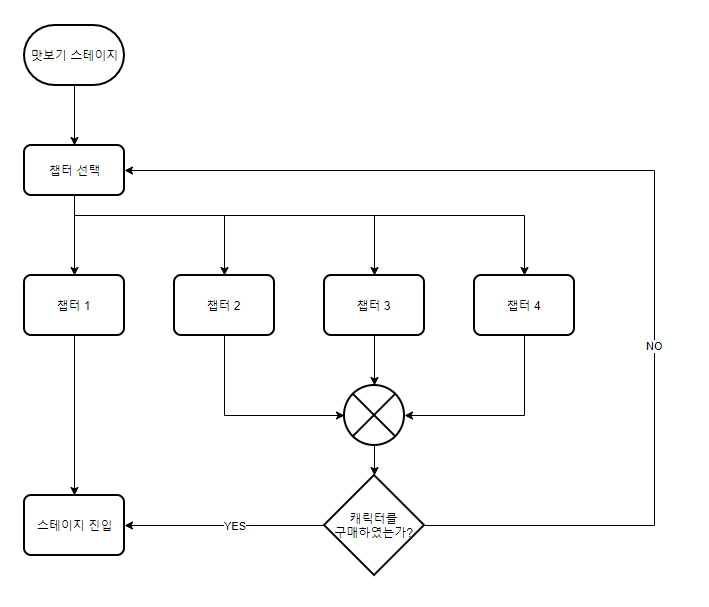 맛보기 스테이지
챕터 선택
챕터 1
챕터 2
챕터 3
챕터 4
NO
캐릭터를
구매하였는가?
YES
스테이지 진입